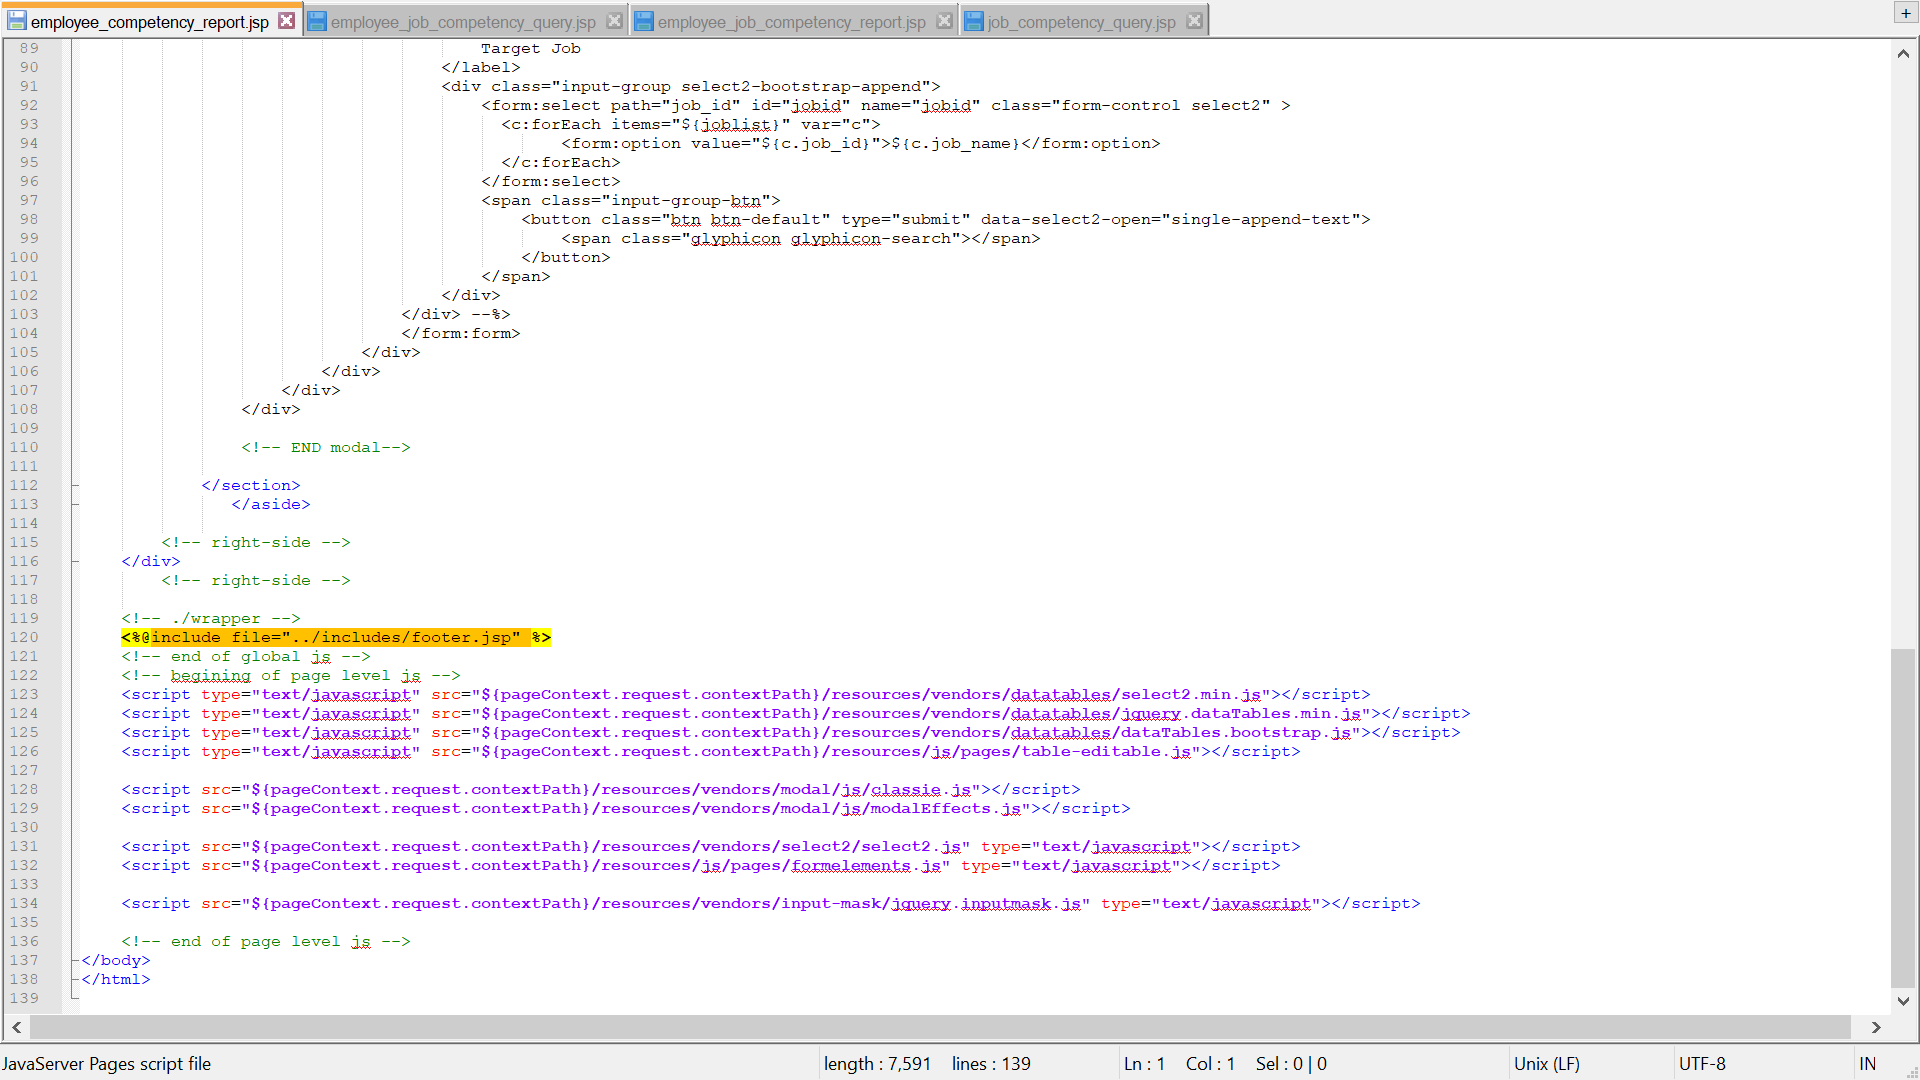 employee_competency_report.jsp employee_job_competency_query.jsp employee_job_competency_report.jsp job_competency_query.jsp +
89 Target Job
90 </label>
91 <div class="input-group select2-bootstrap-append">
92 <form:select path="job_id" id="jobid" name="jobid" class="form-control select2" >
93 <c:forEach items="${joblist}" var="c">
94 <form:option value="${c.job_id}">${c.job_name}</form:option>
95 </c:forEach>
96 </form:select>
97 <span class="input-group-btn">
98 <button class="btn btn-default" type="submit" data-select2-open="single-append-text">
99 <span class="glyphicon glyphicon-search"></span>
100 </button>
101 </span>
102 </div>
103 </div> --%>
104 </form:form>
105 </div>
106 </div>
107 </div>
108 </div>
109
110 <!-- END modal-->
111
112 </section>
113 </aside>
114
115 <!-- right-side -->
116 </div>
117 <!-- right-side -->
118
119 <!-- ./wrapper -->
120 <%@include file="../includes/footer.jsp" %>
121 <!-- end of global js -->
122 <!-- begining of page level js -->
123 <script type="text/javascript" src="${pageContext.request.contextPath}/resources/vendors/datatables/select2.min.js"></script>
124 <script type="text/javascript" src="${pageContext.request.contextPath}/resources/vendors/datatables/jquery.dataTables.min.js"></script>
125 <script type="text/javascript" src="${pageContext.request.contextPath}/resources/vendors/datatables/dataTables.bootstrap.js"></script>
126 <script type="text/javascript" src="${pageContext.request.contextPath}/resources/js/pages/table-editable.js"></script>
127
128 <script src="${pageContext.request.contextPath}/resources/vendors/modal/js/classie.js"></script>
129 <script src="${pageContext.request.contextPath}/resources/vendors/modal/js/modalEffects.js"></script>
130
131 <script src="${pageContext.request.contextPath}/resources/vendors/select2/select2.js" type="text/javascript"></script>
132 <script src="${pageContext.request.contextPath}/resources/js/pages/formelements.js" type="text/javascript"></script>
133
134 <script src="${pageContext.request.contextPath}/resources/vendors/input-mask/jquery.inputmask.js" type="text/javascript"></script>
135
136 <!-- end of page level js -->
137 </body>
138 </html>
139
JavaServer Pages script file length : 7,591 lines : 139 Ln : 1 Col : 1 Sel : 0 | 0 Unix (LF) UTF-8 IN